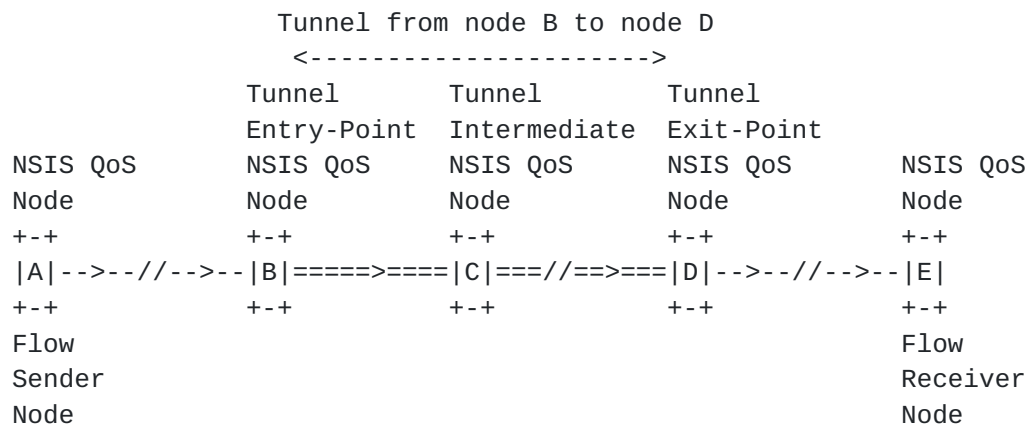 Tunnel from node B to node D
                  <---------------------->
               Tunnel       Tunnel        Tunnel
               Entry-Point  Intermediate  Exit-Point
NSIS QoS       NSIS QoS     NSIS QoS      NSIS QoS       NSIS QoS
Node           Node         Node          Node           Node
+-+            +-+          +-+           +-+            +-+
|A|-->--//-->--|B|=====>====|C|===//==>===|D|-->--//-->--|E|
+-+            +-+          +-+           +-+            +-+
Flow                                                     Flow
Sender                                                   Receiver
Node                                                     Node